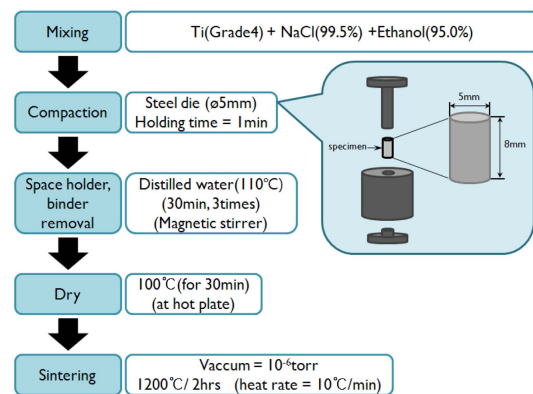 Mixing
Ti(Grade4) + NaCl(99.5%) +Ethanol(95.0%)
Compaction
Steel die (ø5mm)
Holding time = 1min
5mm
specimen
8mm
Space holder,
binder
removal
Distilled water(110℃)
(30min, 3times)
(Magnetic stirrer)
Dry
100℃(for 30min)
(at hot plate)
Sintering
Vaccum = 10⁻⁶torr
1200℃/ 2hrs (heat rate = 10℃/min)